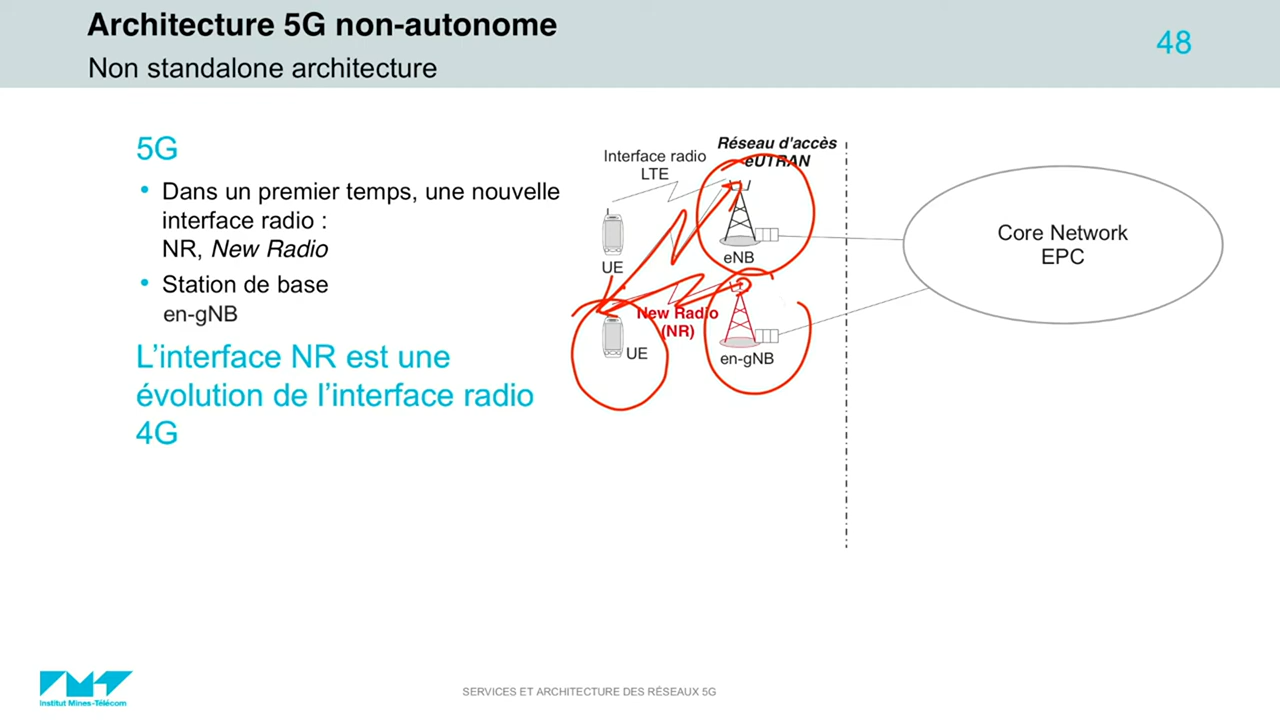 Architecture 5G non-autonome
Non standalone architecture
48
5G
• Dans un premier temps, une nouvelle
interface radio :
NR, New Radio
• Station de base
en-gNB
L’interface NR est une
évolution de l’interface radio
4G
Réseau d'accès
eUTRAN
Interface radio
LTE
UE
eNB
New Radio
(NR)
UE
en-gNB
Core Network
EPC
Institut Mines-Télécom
SERVICES ET ARCHITECTURE DES RÉSEAUX 5G